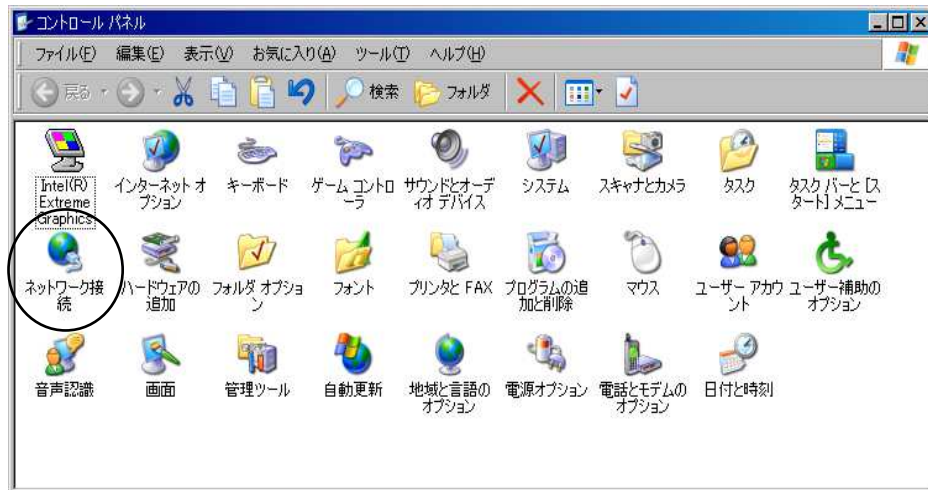 コントロール パネル
ファイル(F) 編集(E) 表示(V) お気に入り(A) ツール(T) ヘルプ(H)
戻る 検索 フォルダ
Intel(R)
Extreme
Graphics
インターネット オ
プション
キーボード
ゲーム コントロ
ーラ
サウンドとオーデ
ィオ デバイス
システム
スキャナとカメラ
タスク
タスク バーと [ス
タート] メニュー
ネットワーク接
続
ハードウェアの
追加
フォルダ オプショ
ン
フォント
プリンタと FAX
プログラムの追
加と削除
マウス
ユーザー アカウ
ント
ユーザー補助の
オプション
音声認識
画面
管理ツール
自動更新
地域と言語の
オプション
電源オプション
電話とモデムの
オプション
日付と時刻